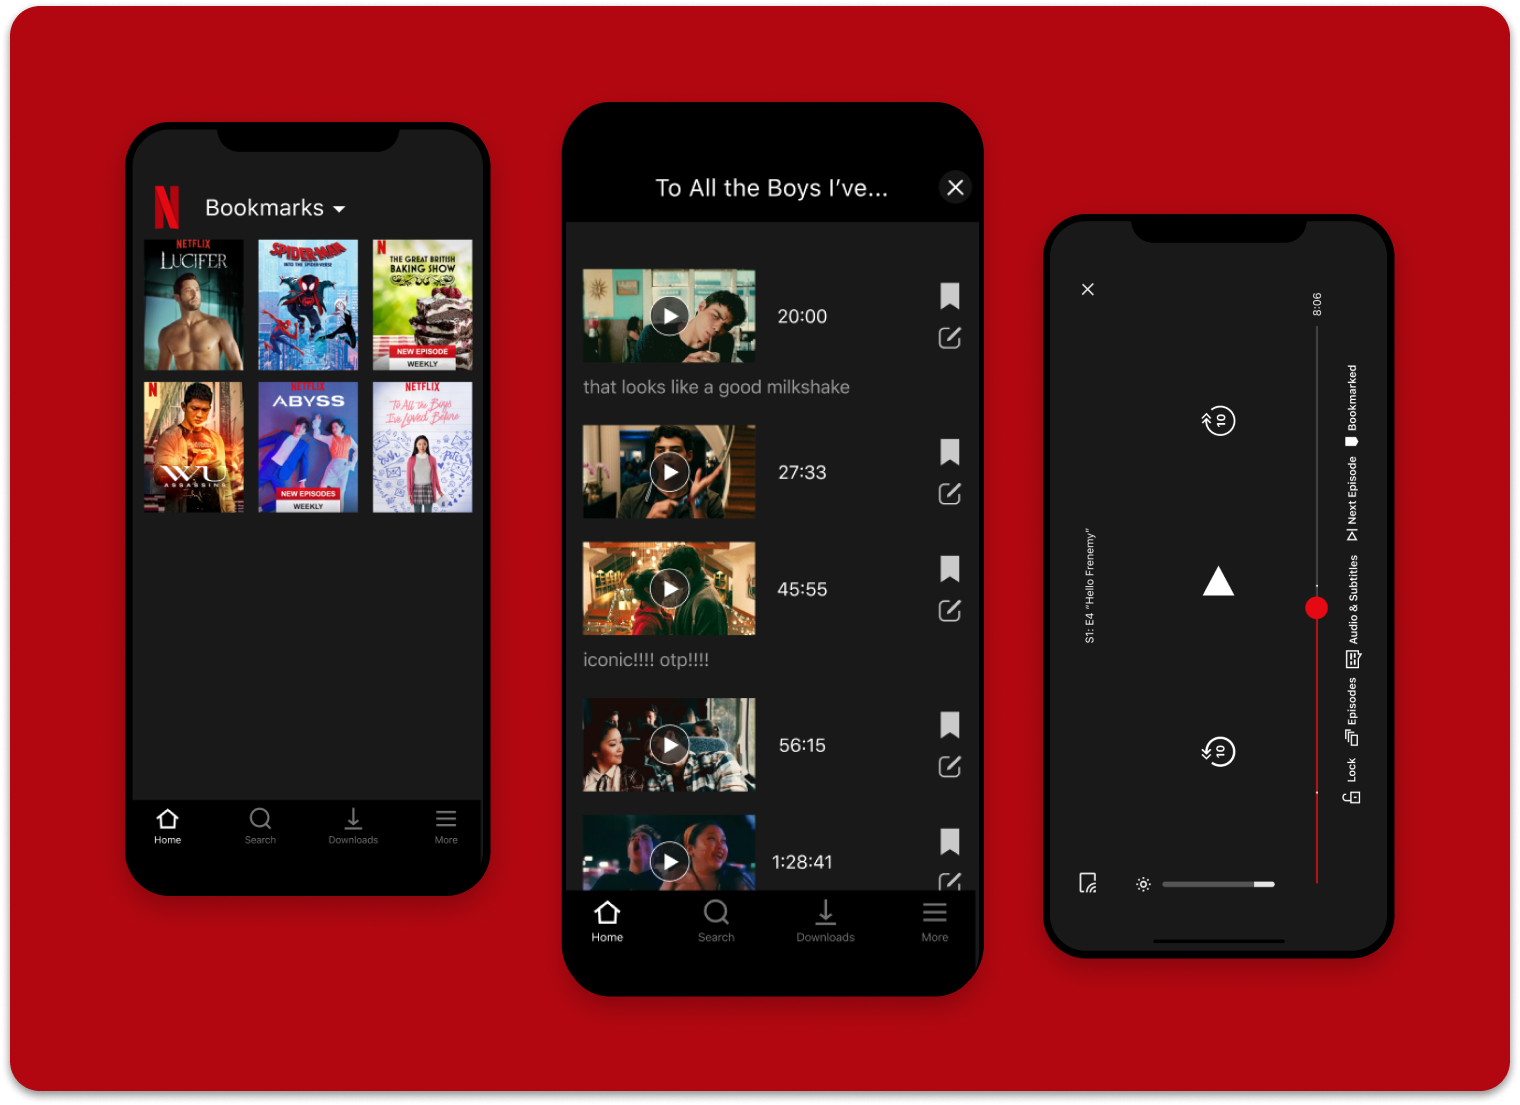 N Bookmarks
NETFLIX
LUCIFER
SPIDER-MAN
INTO THE SPIDER-VERSE
N
THE GREAT BRITISH
BAKING SHOW
NEW EPISODE
WEEKLY
N
WU
ASSASSINS
NETFLIX
ABYSS
NEW EPISODES
WEEKLY
NETFLIX
To All the Boys
I've Loved Before
Home
Search
Downloads
More
To All the Boys I’ve...
20:00
that looks like a good milkshake
27:33
45:55
iconic!!!! otp!!!!
56:15
1:28:41
Home
Search
Downloads
More
S1: E4 “Hello Frenemy”
10
10
8:06
Lock
Episodes
Audio & Subtitles
Next Episode
Bookmarked